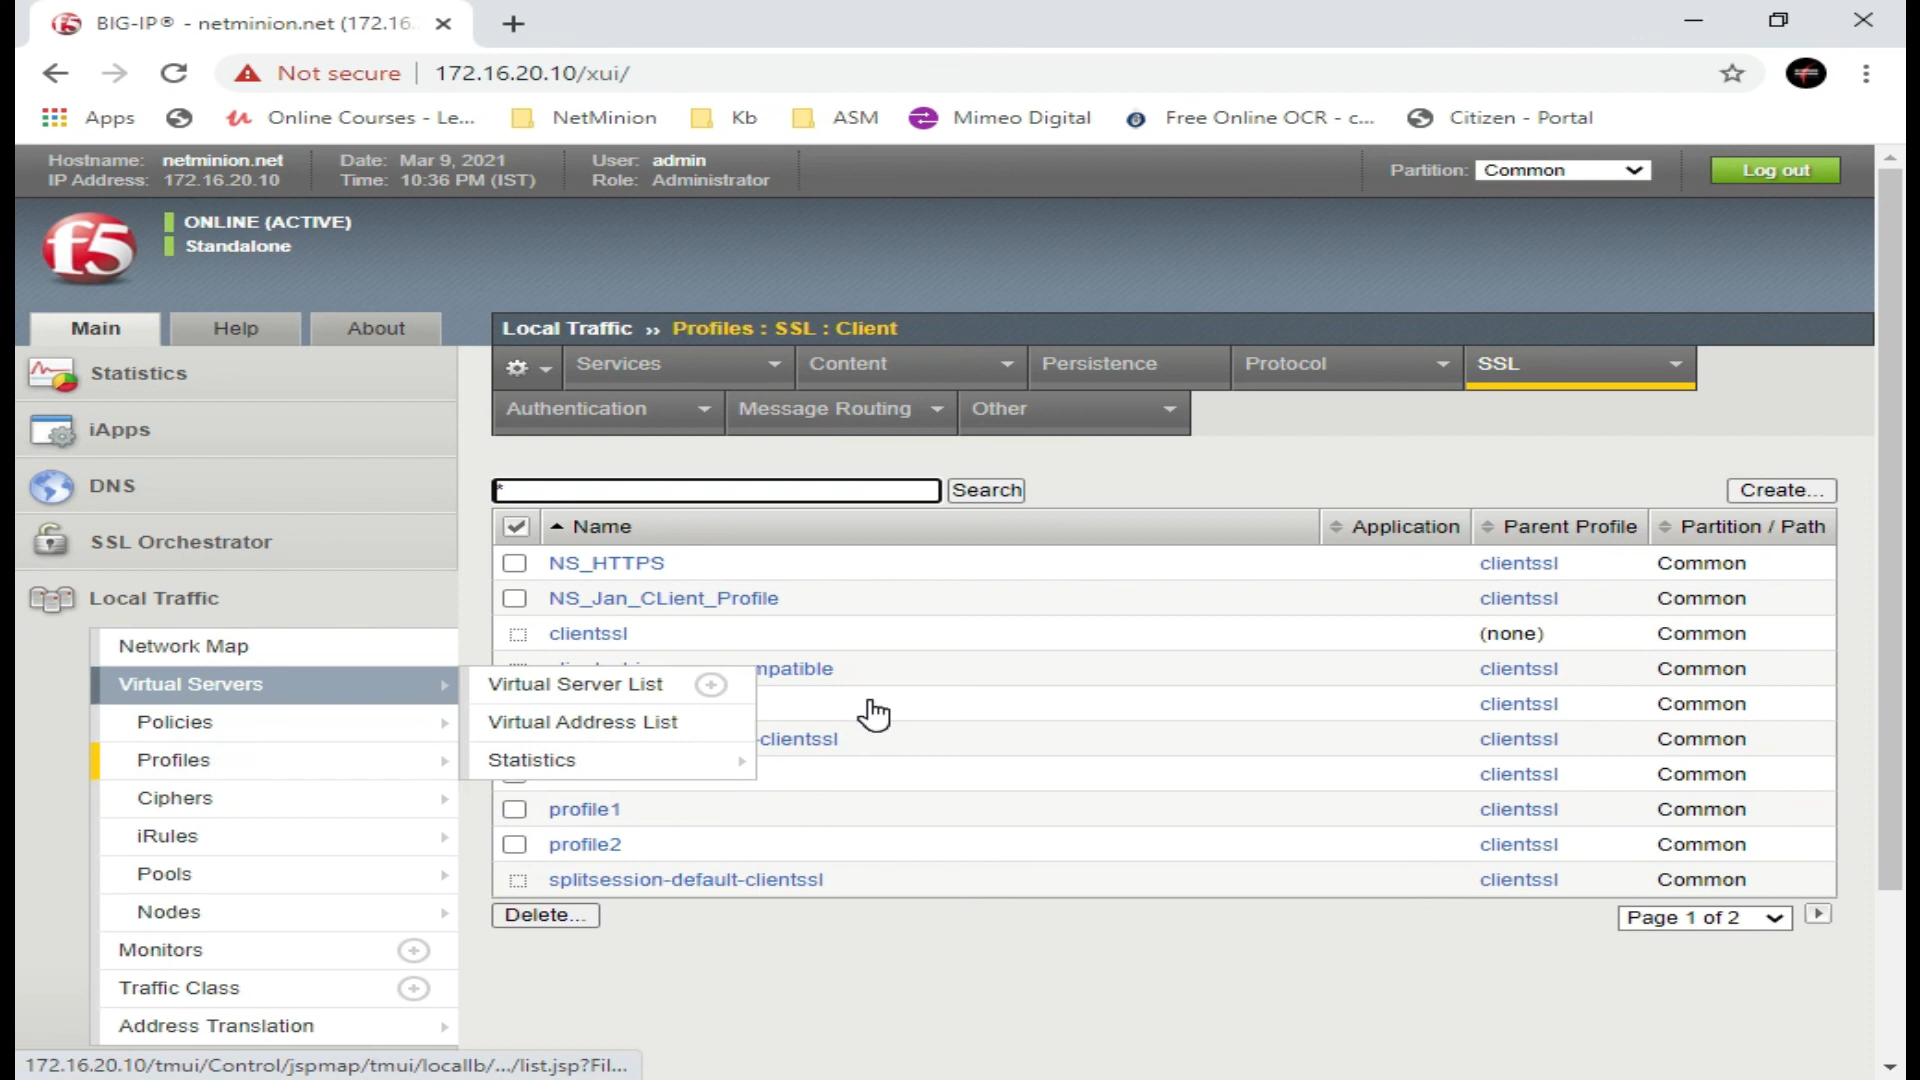 BIG-IP® - netminion.net (172.16.
Not secure | 172.16.20.10/xui/
Apps
Online Courses - Le...
NetMinion
Kb
ASM
Mimeo Digital
Free Online OCR - c...
Citizen - Portal
Hostname: netminion.net
IP Address: 172.16.20.10
Date: Mar 9, 2021
Time: 10:36 PM (IST)
User: admin
Role: Administrator
Partition: Common
Log out
f5
ONLINE (ACTIVE)
Standalone
Main
Help
About
Local Traffic ›› Profiles : SSL : Client
Services
Content
Persistence
Protocol
SSL
Authentication
Message Routing
Other
Statistics
iApps
DNS
SSL Orchestrator
Local Traffic
Network Map
Virtual Servers
Policies
Profiles
Ciphers
iRules
Pools
Nodes
Monitors
Traffic Class
Address Translation
Virtual Server List
Virtual Address List
Statistics
*
Search
Create...
Name Application Parent Profile Partition / Path
NS_HTTPS clientssl Common
NS_Jan_CLient_Profile clientssl Common
clientssl (none) Common
mpatible clientssl Common
clientssl Common
-clientssl clientssl Common
clientssl Common
profile1 clientssl Common
profile2 clientssl Common
splitsession-default-clientssl clientssl Common
Delete...
Page 1 of 2
172.16.20.10/tmui/Control/jspmap/tmui/locallb/.../list.jsp?Fil...